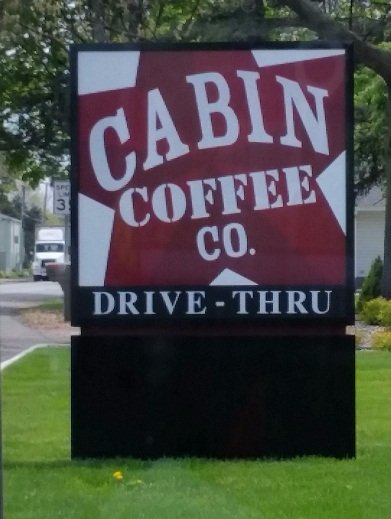 CABIN
COFFEE
CO.
DRIVE-THRU